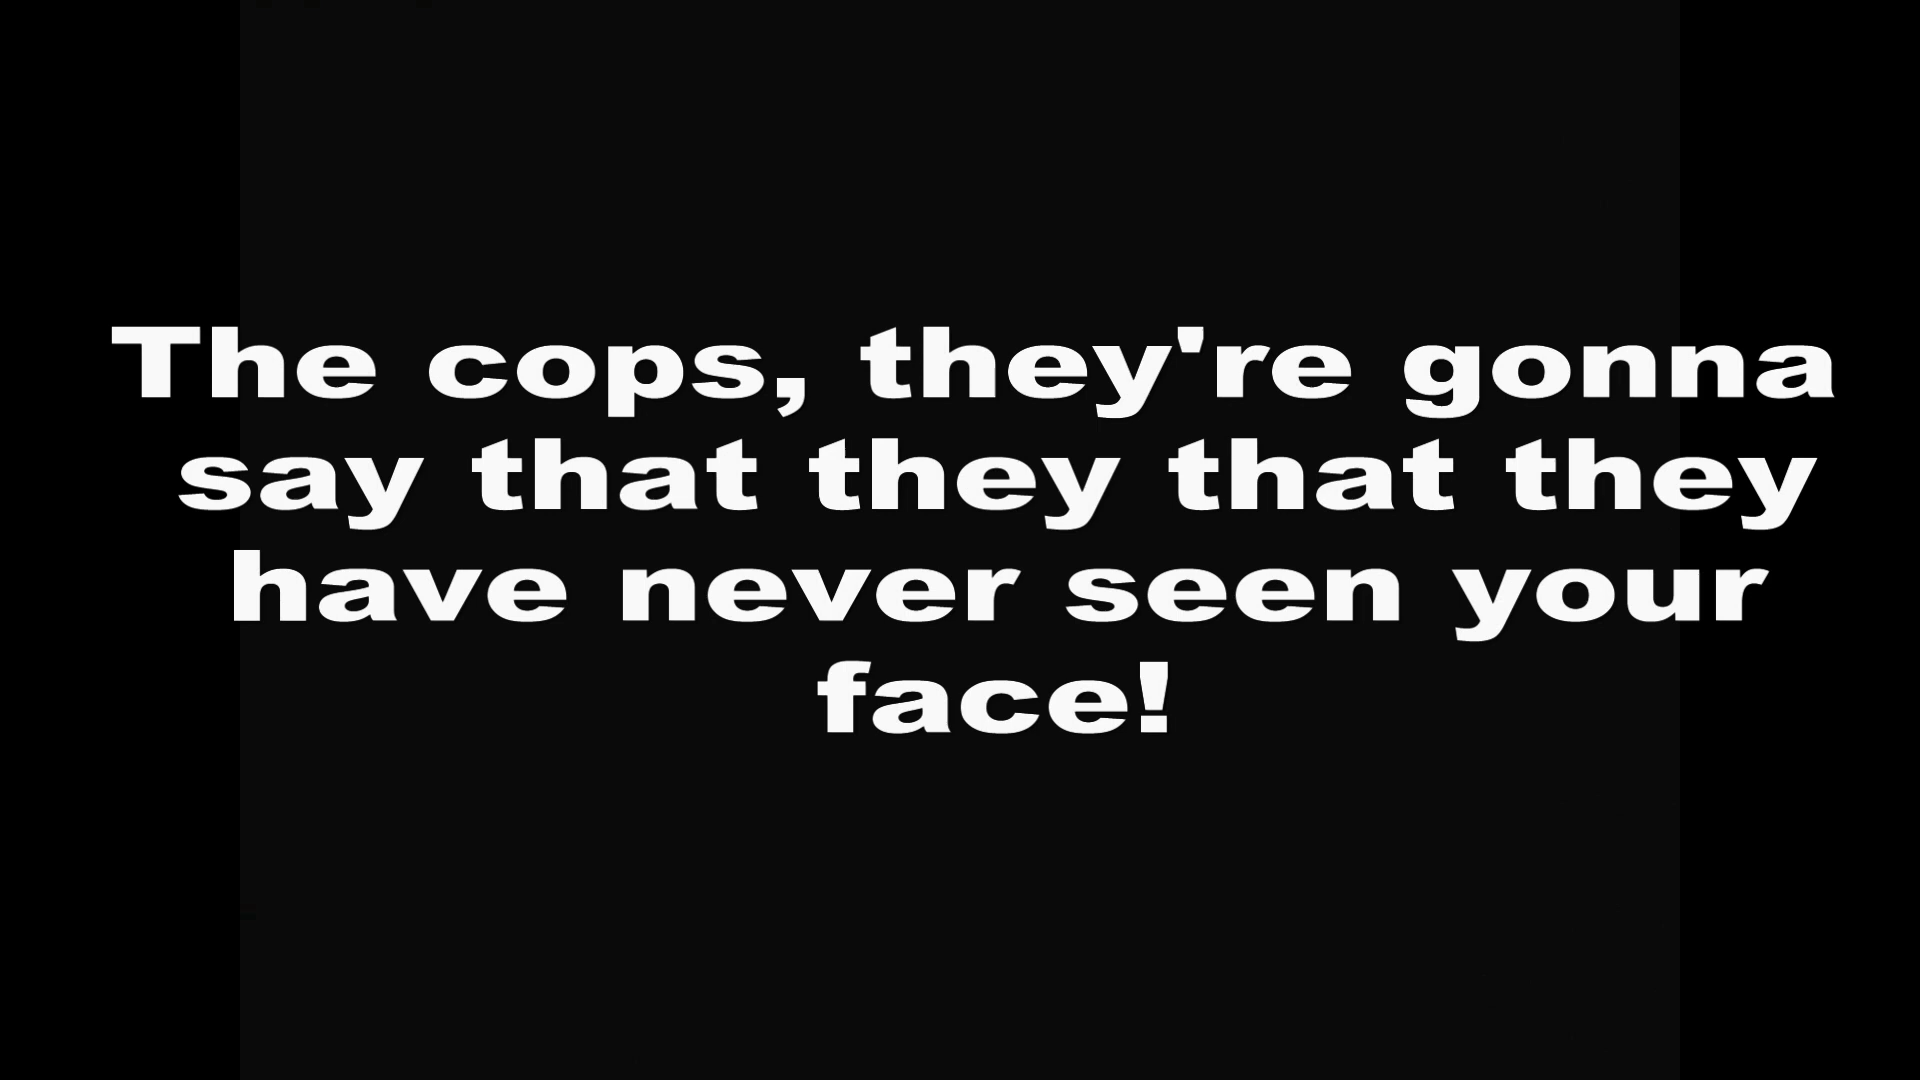 The cops, they're gonna
say that they that they
have never seen your
face!